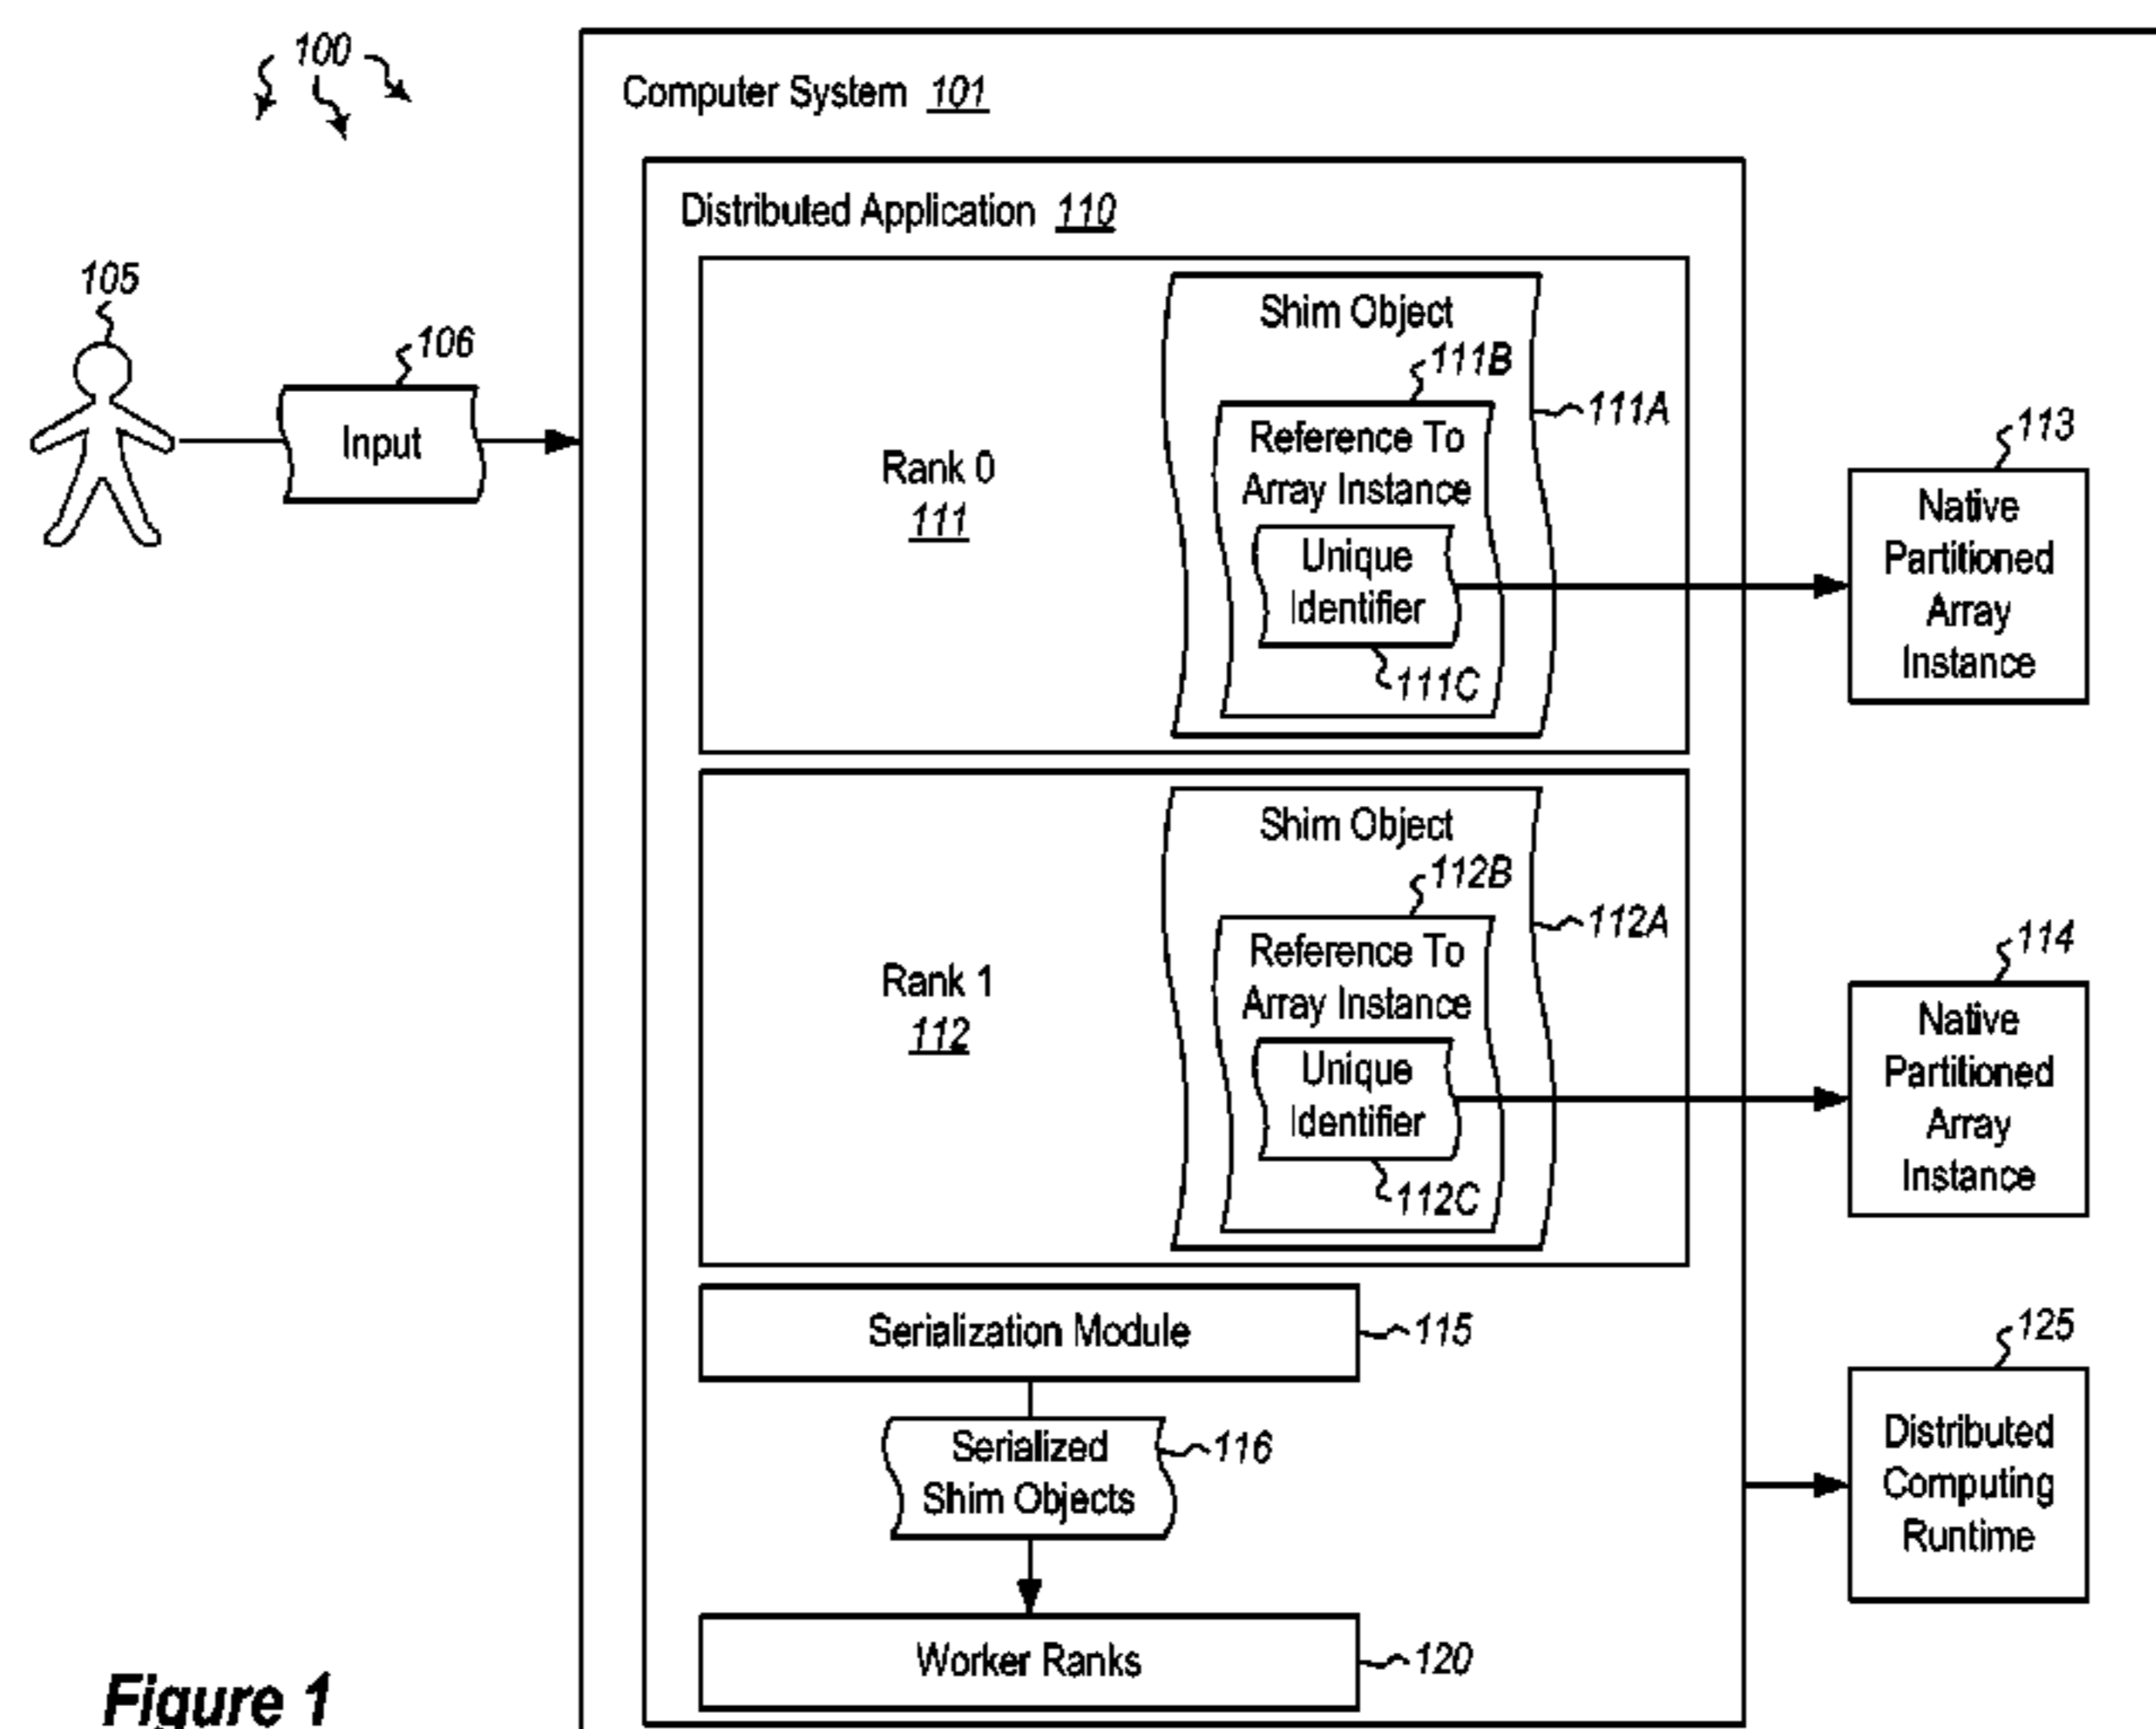 100
Computer System 101
Distributed Application 110
105
106
Input
Rank 0
111
Shim Object
111B
111A
Reference To
Array Instance
Unique
Identifier
111C
113
Native
Partitioned
Array
Instance
Rank 1
112
Shim Object
112B
112A
Reference To
Array Instance
Unique
Identifier
112C
114
Native
Partitioned
Array
Instance
Serialization Module
115
Serialized
Shim Objects
116
Worker Ranks
120
125
Distributed
Computing
Runtime
Figure 1